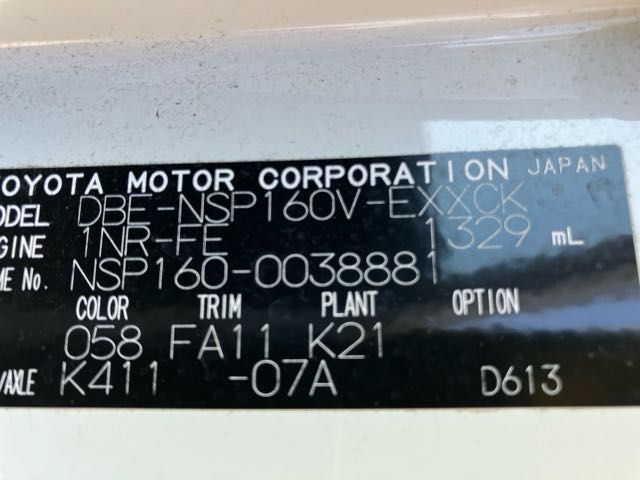 OYOTA MOTOR CORPORATION JAPAN
ODEL DBE-NSP160V-EXXCK
GINE 1NR-FE 1329 mL
ME No. NSP160-0038881
COLOR TRIM PLANT OPTION
058 FA11 K21
/AXLE K411 -07A D613